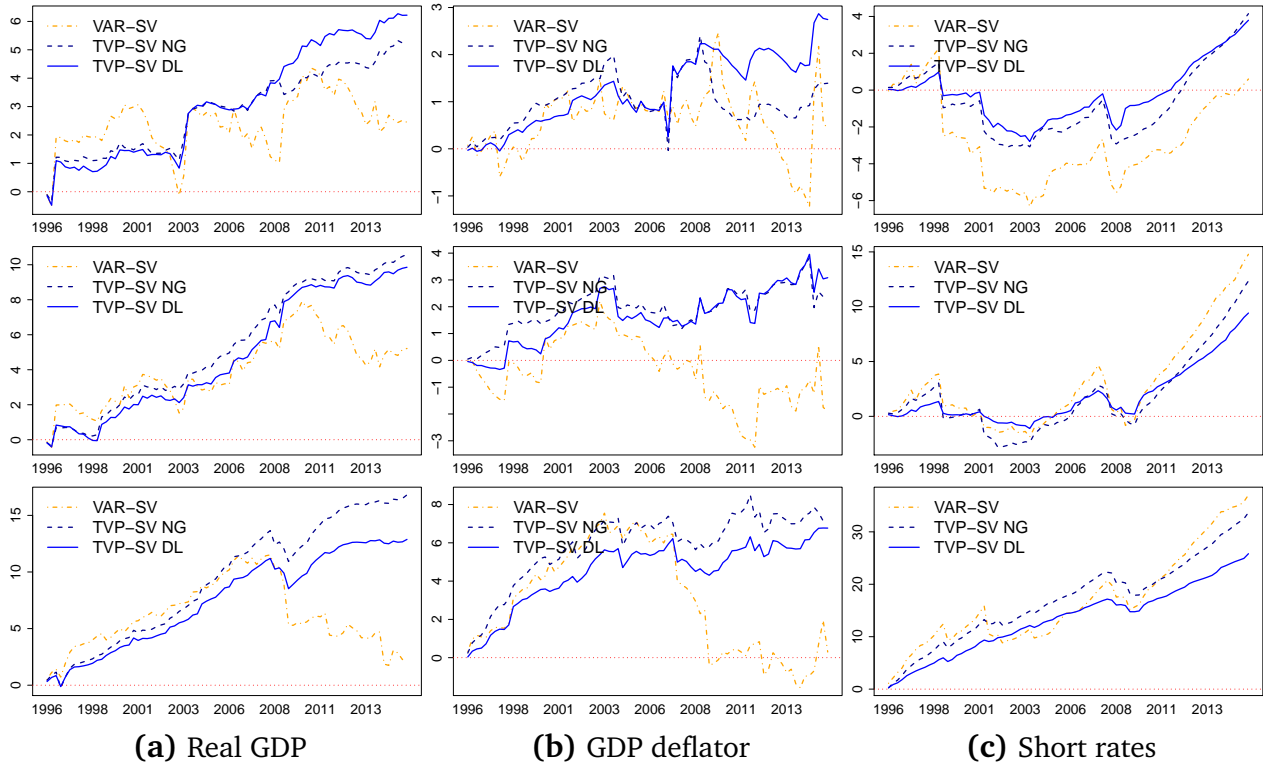 VAR−SV
TVP−SV NG
TVP−SV DL
0 1 2 3 4 5 6
1996 1998 2001 2003 2006 2008 2011 2013
VAR−SV
TVP−SV NG
TVP−SV DL
−1 0 1 2
1996 1998 2001 2003 2006 2008 2011 2013
VAR−SV
TVP−SV NG
TVP−SV DL
−6 −4 −2 0 2 4
1996 1998 2001 2003 2006 2008 2011 2013
VAR−SV
TVP−SV NG
TVP−SV DL
0 2 4 6 8 10
1996 1998 2001 2003 2006 2008 2011 2013
VAR−SV
TVP−SV NG
TVP−SV DL
−3 −1 0 1 2 3 4
1996 1998 2001 2003 2006 2008 2011 2013
VAR−SV
TVP−SV NG
TVP−SV DL
0 5 10 15
1996 1998 2001 2003 2006 2008 2011 2013
VAR−SV
TVP−SV NG
TVP−SV DL
0 5 10 15
1996 1998 2001 2003 2006 2008 2011 2013
VAR−SV
TVP−SV NG
TVP−SV DL
0 2 4 6 8
1996 1998 2001 2003 2006 2008 2011 2013
VAR−SV
TVP−SV NG
TVP−SV DL
0 10 20 30
1996 1998 2001 2003 2006 2008 2011 2013
(a) Real GDP
(b) GDP deflator
(c) Short rates